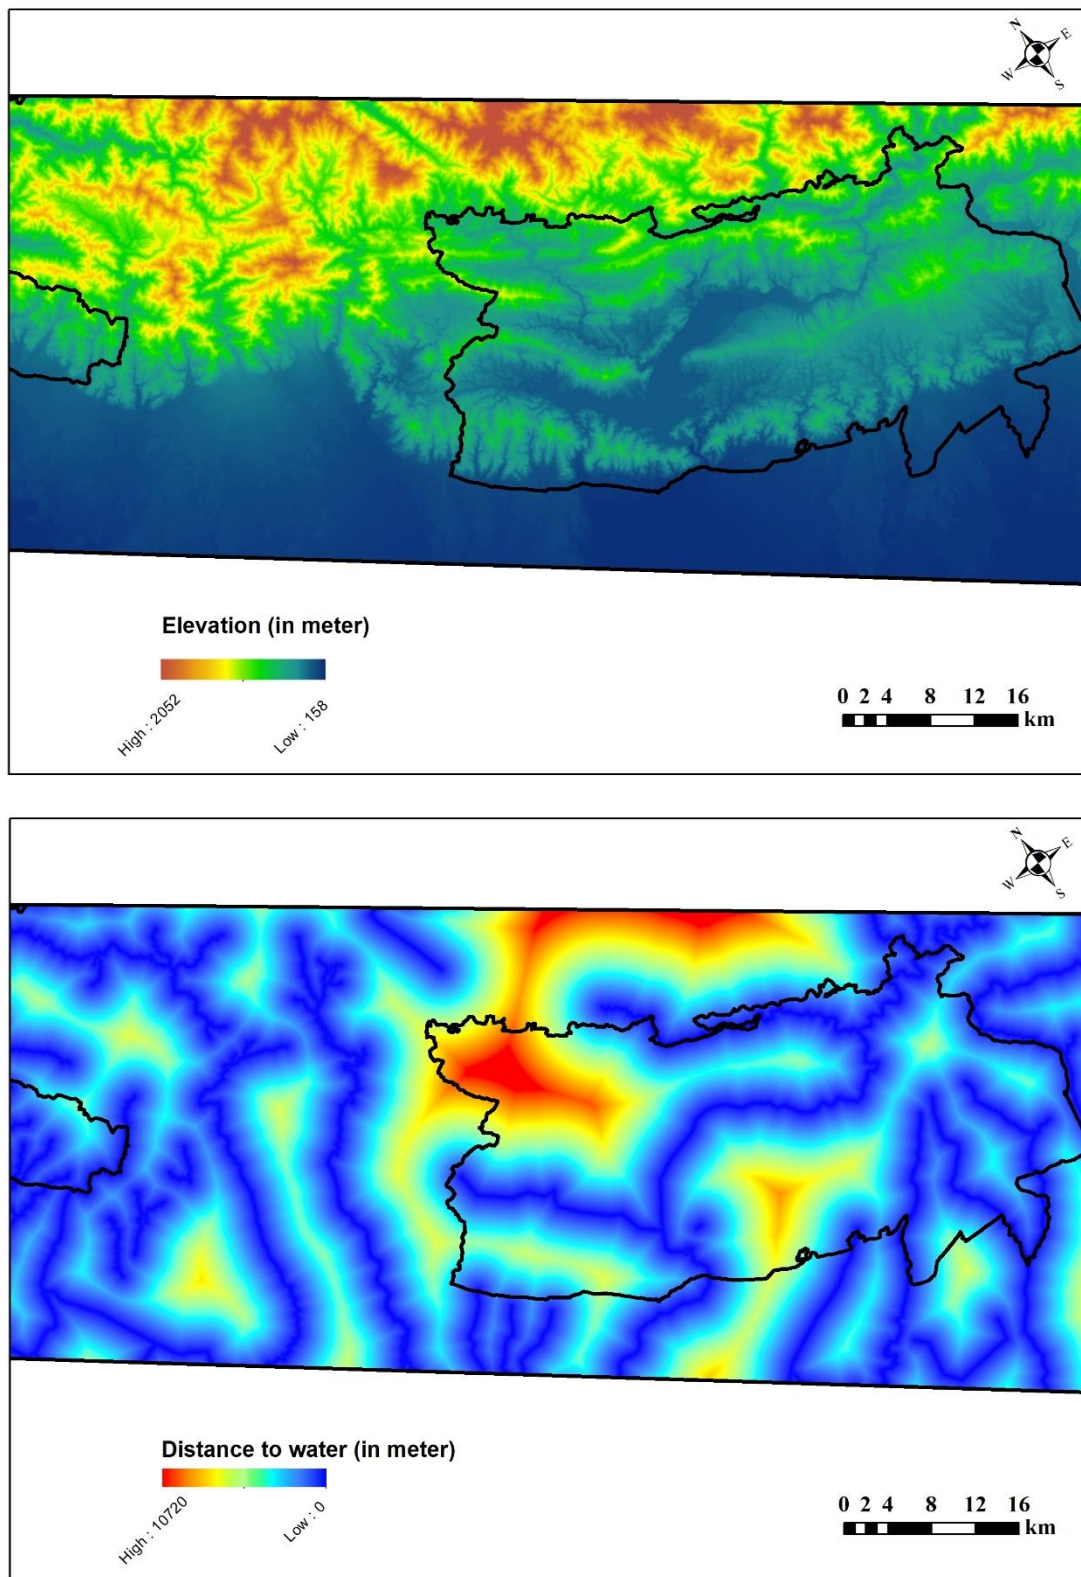 N
E
W
S
Elevation (in meter)
High : 2052
Low : 158
0 2 4 8 12 16
km
N
E
W
S
Distance to water (in meter)
High : 10720
Low : 0
0 2 4 8 12 16
km